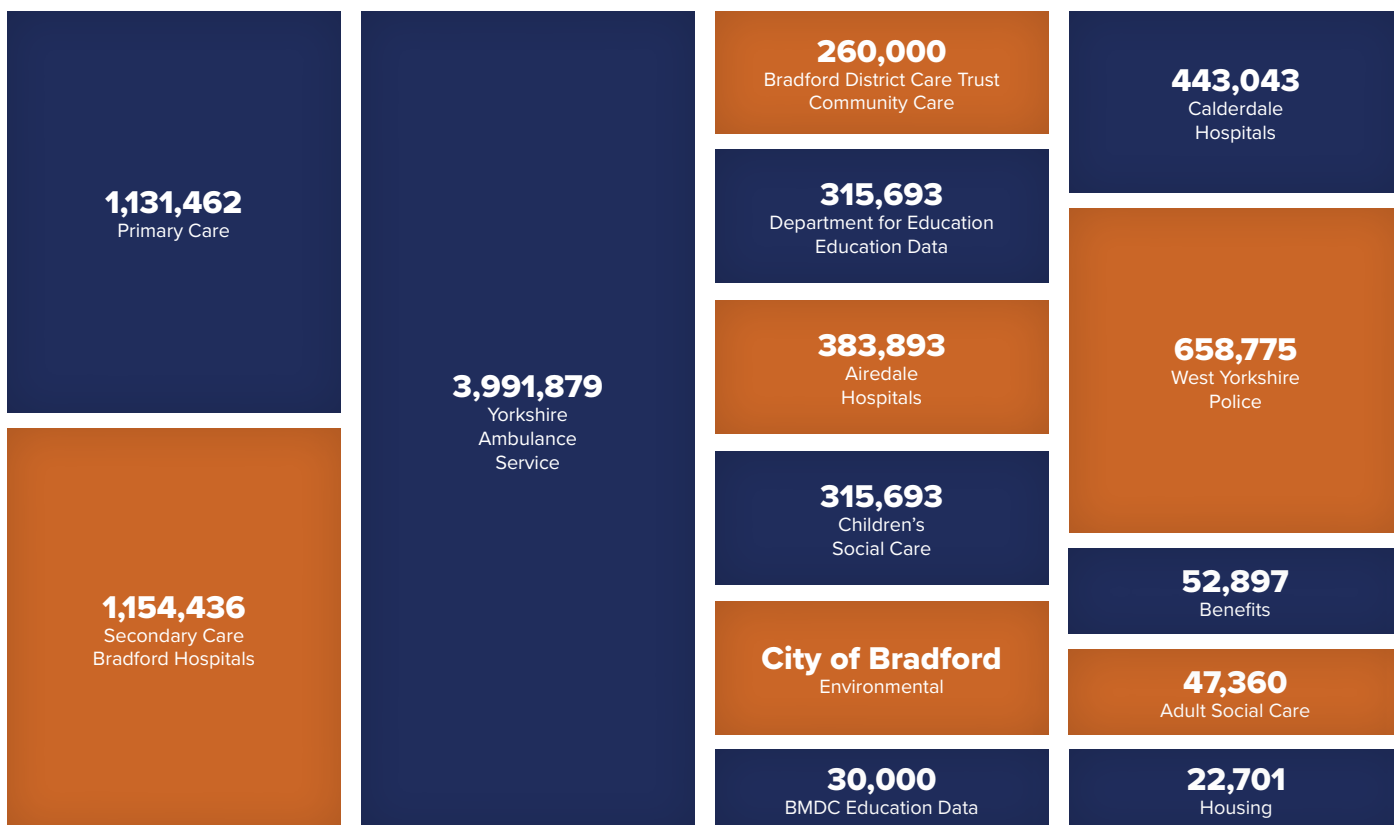 1,131,462
Primary Care
1,154,436
Secondary Care
Bradford Hospitals
3,991,879
Yorkshire
Ambulance
Service
260,000
Bradford District Care Trust
Community Care
315,693
Department for Education
Education Data
383,893
Airedale
Hospitals
315,693
Children's
Social Care
City of Bradford
Environmental
30,000
BMDC Education Data
443,043
Calderdale
Hospitals
658,775
West Yorkshire
Police
52,897
Benefits
47,360
Adult Social Care
22,701
Housing